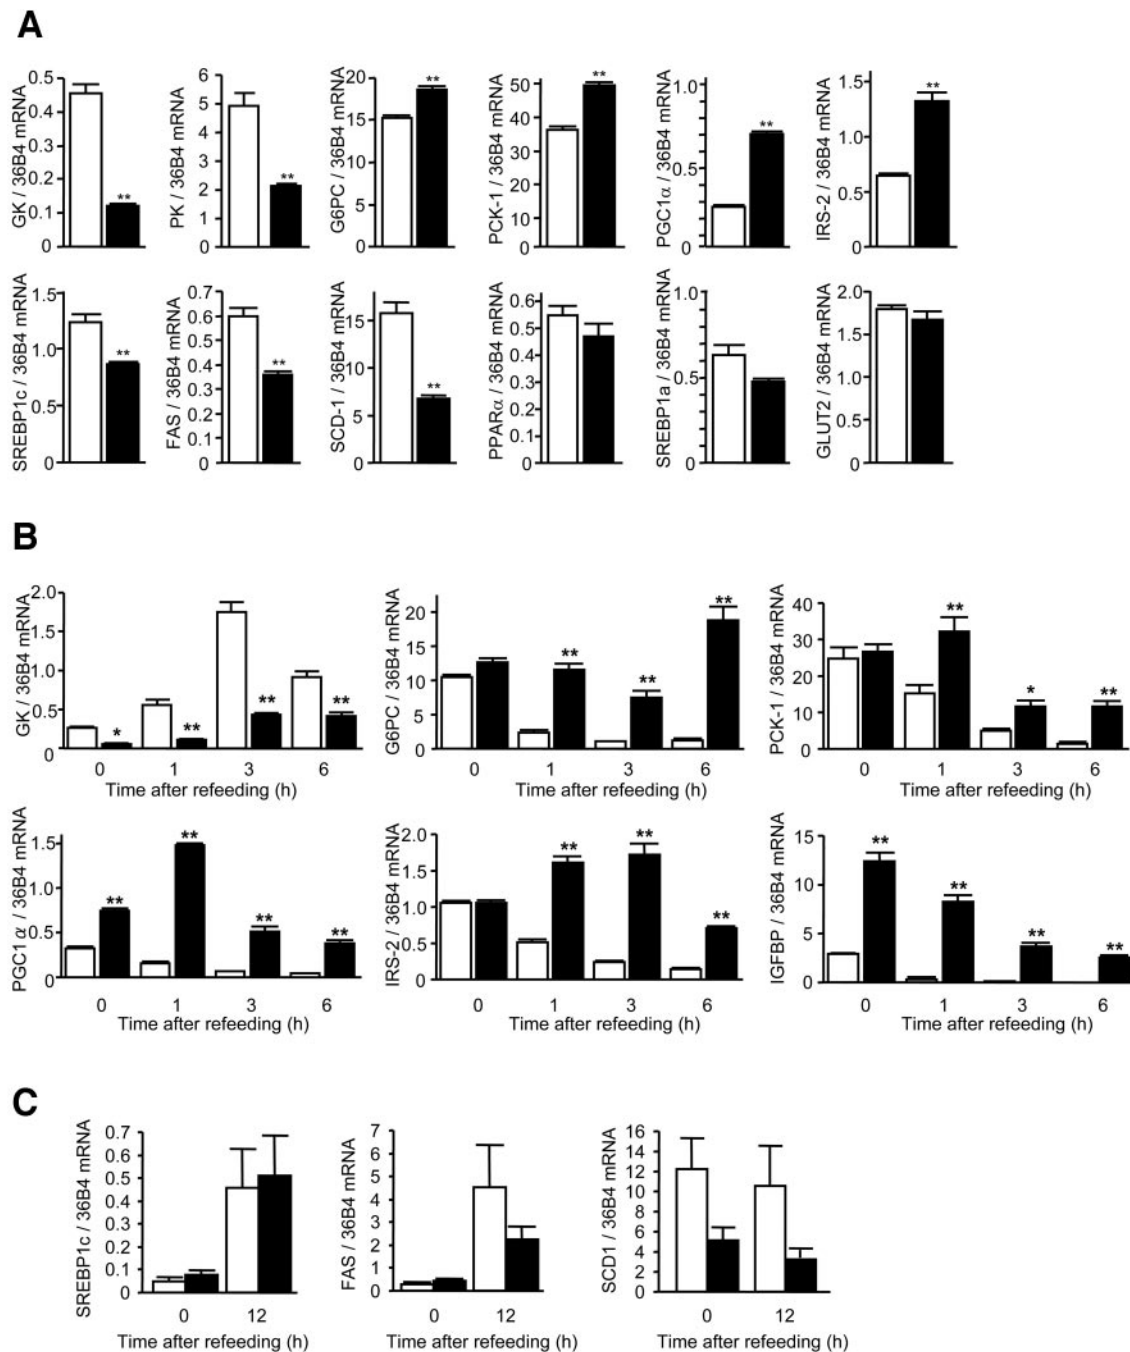 A
GK / 36B4 mRNA
0.5
0.4
0.3
0.2
0.1
0
**
PK / 36B4 mRNA
6
5
4
3
2
1
0
**
G6PC / 36B4 mRNA
20
15
10
5
0
**
PCK-1 / 36B4 mRNA
50
40
30
20
10
0
**
PGC1α / 36B4 mRNA
1.0
0.5
0
**
IRS-2 / 36B4 mRNA
1.5
1.0
0.5
0
**
SREBP1c / 36B4 mRNA
1.5
1.0
0.5
0
**
FAS / 36B4 mRNA
0.7
0.6
0.5
0.4
0.3
0.2
0.1
0
**
SCD-1 / 36B4 mRNA
15
10
5
0
**
PPARα / 36B4 mRNA
0.6
0.5
0.4
0.3
0.2
0.1
0
SREBP1a / 36B4 mRNA
1.0
0.5
0
GLUT2 / 36B4 mRNA
2.0
1.5
1.0
0.5
0
B
GK / 36B4 mRNA
2.0
1.5
1.0
0.5
0
* ** ** **
0 1 3 6
Time after refeeding (h)
G6PC / 36B4 mRNA
20
15
10
5
0
** ** **
0 1 3 6
Time after refeeding (h)
PCK-1 / 36B4 mRNA
40
30
20
10
0
** * **
0 1 3 6
Time after refeeding (h)
PGC1α / 36B4 mRNA
1.5
1.0
0.5
0
** ** ** **
0 1 3 6
Time after refeeding (h)
IRS-2 / 36B4 mRNA
2.0
1.5
1.0
0.5
0
** ** **
0 1 3 6
Time after refeeding (h)
IGFBP / 36B4 mRNA
15
10
5
0
** ** ** **
0 1 3 6
Time after refeeding (h)
C
SREBP1c / 36B4 mRNA
0.7
0.6
0.5
0.4
0.3
0.2
0.1
0
0 12
Time after refeeding (h)
FAS / 36B4 mRNA
7
6
5
4
3
2
1
0
0 12
Time after refeeding (h)
SCD1 / 36B4 mRNA
16
14
12
10
8
6
4
2
0
0 12
Time after refeeding (h)